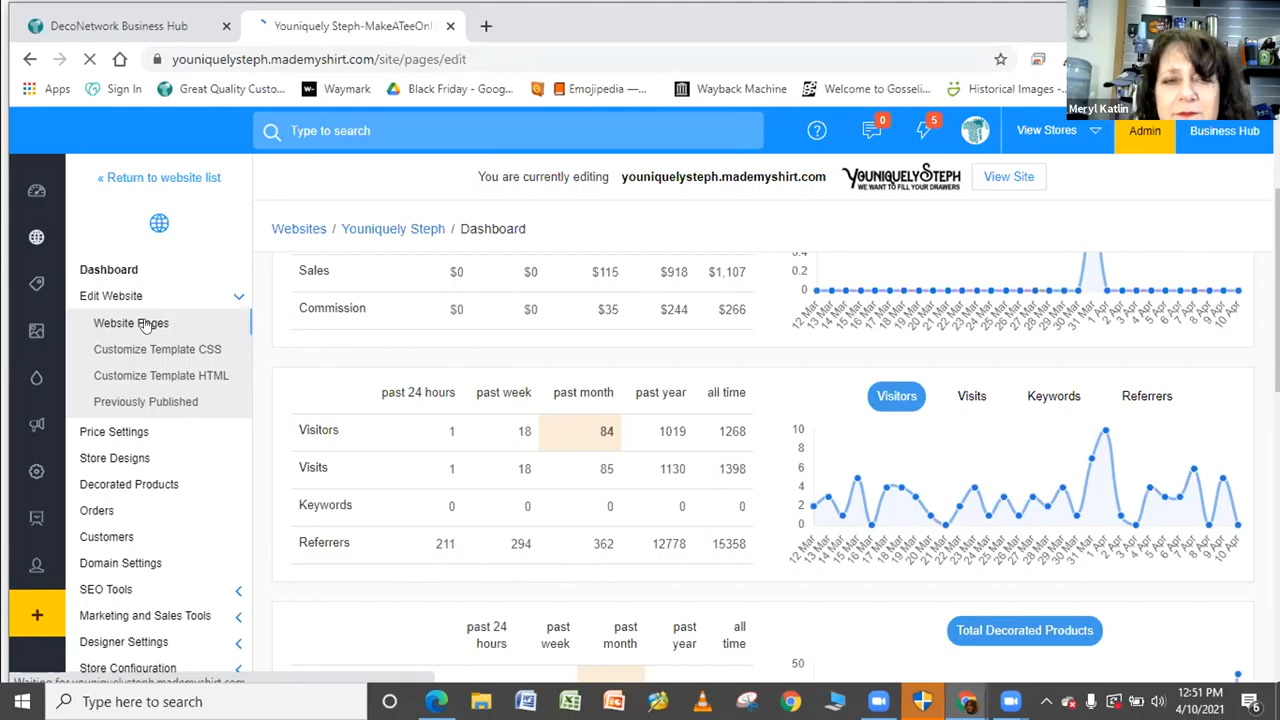 DecoNetwork Business Hub
Youniquely Steph-MakeATeeOnl
youniquelysteph.mademyshirt.com/site/pages/edit
Apps Sign In Great Quality Custo... Waymark Black Friday - Goog... Emojipedia — ... Wayback Machine Welcome to Gosseli... Historical Images -...
Meryl Katlin
Type to search
0
5
View Stores
Admin
Business Hub
« Return to website list
You are currently editing youniquelysteph.mademyshirt.com
YOUNIQUELYSTEPH
WE WANT TO FILL YOUR DRAWERS
View Site
Websites / Youniquely Steph / Dashboard
Dashboard
Edit Website
Website Pages
Customize Template CSS
Customize Template HTML
Previously Published
Price Settings
Store Designs
Decorated Products
Orders
Customers
Domain Settings
SEO Tools
Marketing and Sales Tools
Designer Settings
Store Configuration
Sales $0 $0 $115 $918 $1,107
Commission $0 $0 $35 $244 $266
0.4
0.2
0
12 Mar 13 Mar 14 Mar 15 Mar 16 Mar 17 Mar 18 Mar 19 Mar 20 Mar 21 Mar 22 Mar 23 Mar 24 Mar 25 Mar 26 Mar 27 Mar 28 Mar 29 Mar 30 Mar 31 Mar 1 Apr 2 Apr 3 Apr 4 Apr 5 Apr 6 Apr 7 Apr 8 Apr 9 Apr 10 Apr
past 24 hours past week past month past year all time
Visitors 1 18 84 1019 1268
Visits 1 18 85 1130 1398
Keywords 0 0 0 0 0
Referrers 211 294 362 12778 15358
Visitors Visits Keywords Referrers
10
8
6
4
2
0
12 Mar 13 Mar 14 Mar 15 Mar 16 Mar 17 Mar 18 Mar 19 Mar 20 Mar 21 Mar 22 Mar 23 Mar 24 Mar 25 Mar 26 Mar 27 Mar 28 Mar 29 Mar 30 Mar 31 Mar 1 Apr 2 Apr 3 Apr 4 Apr 5 Apr 6 Apr 7 Apr 8 Apr 9 Apr 10 Apr
past 24 hours past week past month past year all time
Total Decorated Products
50
Waiting for youniquelysteph.mademyshirt.com
Type here to search
12:51 PM
4/10/2021
6